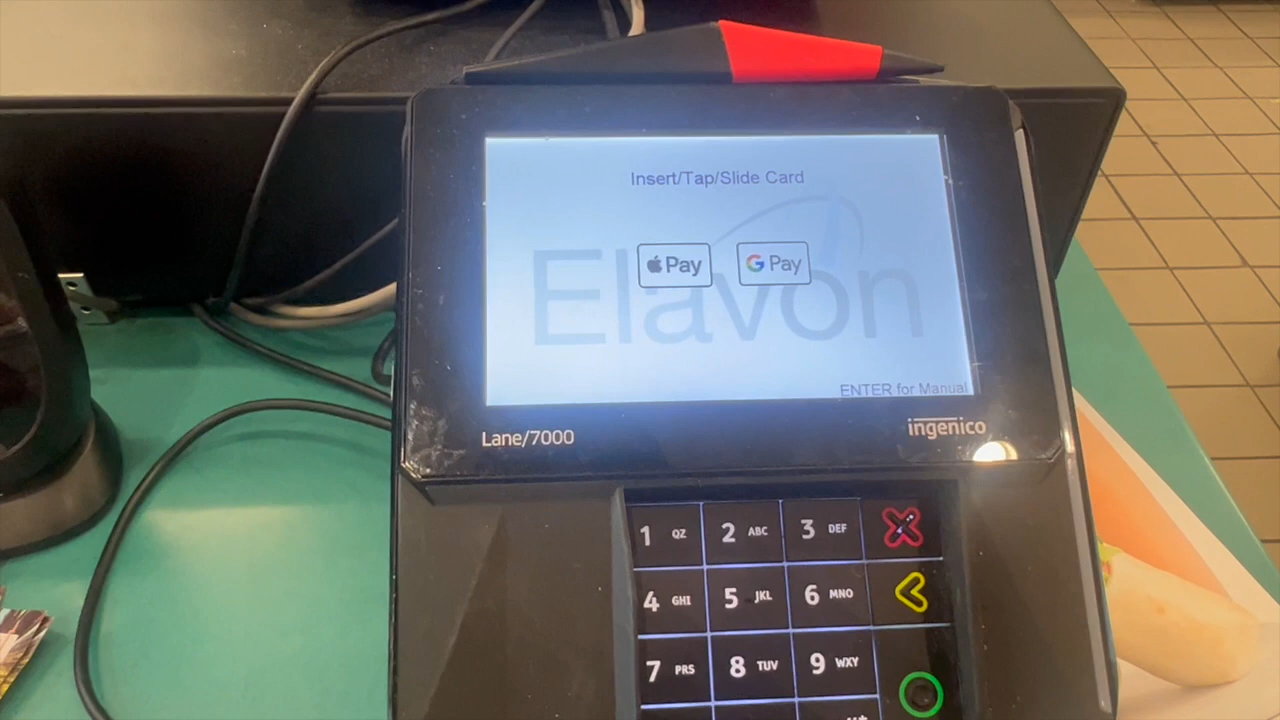 Insert/Tap/Slide Card
Elavon
Pay
G Pay
ENTER for Manual
Lane/7000
ingenico
1 QZ 2 ABC 3 DEF
4 GHI 5 JKL 6 MNO
7 PRS 8 TUV 9 WXY